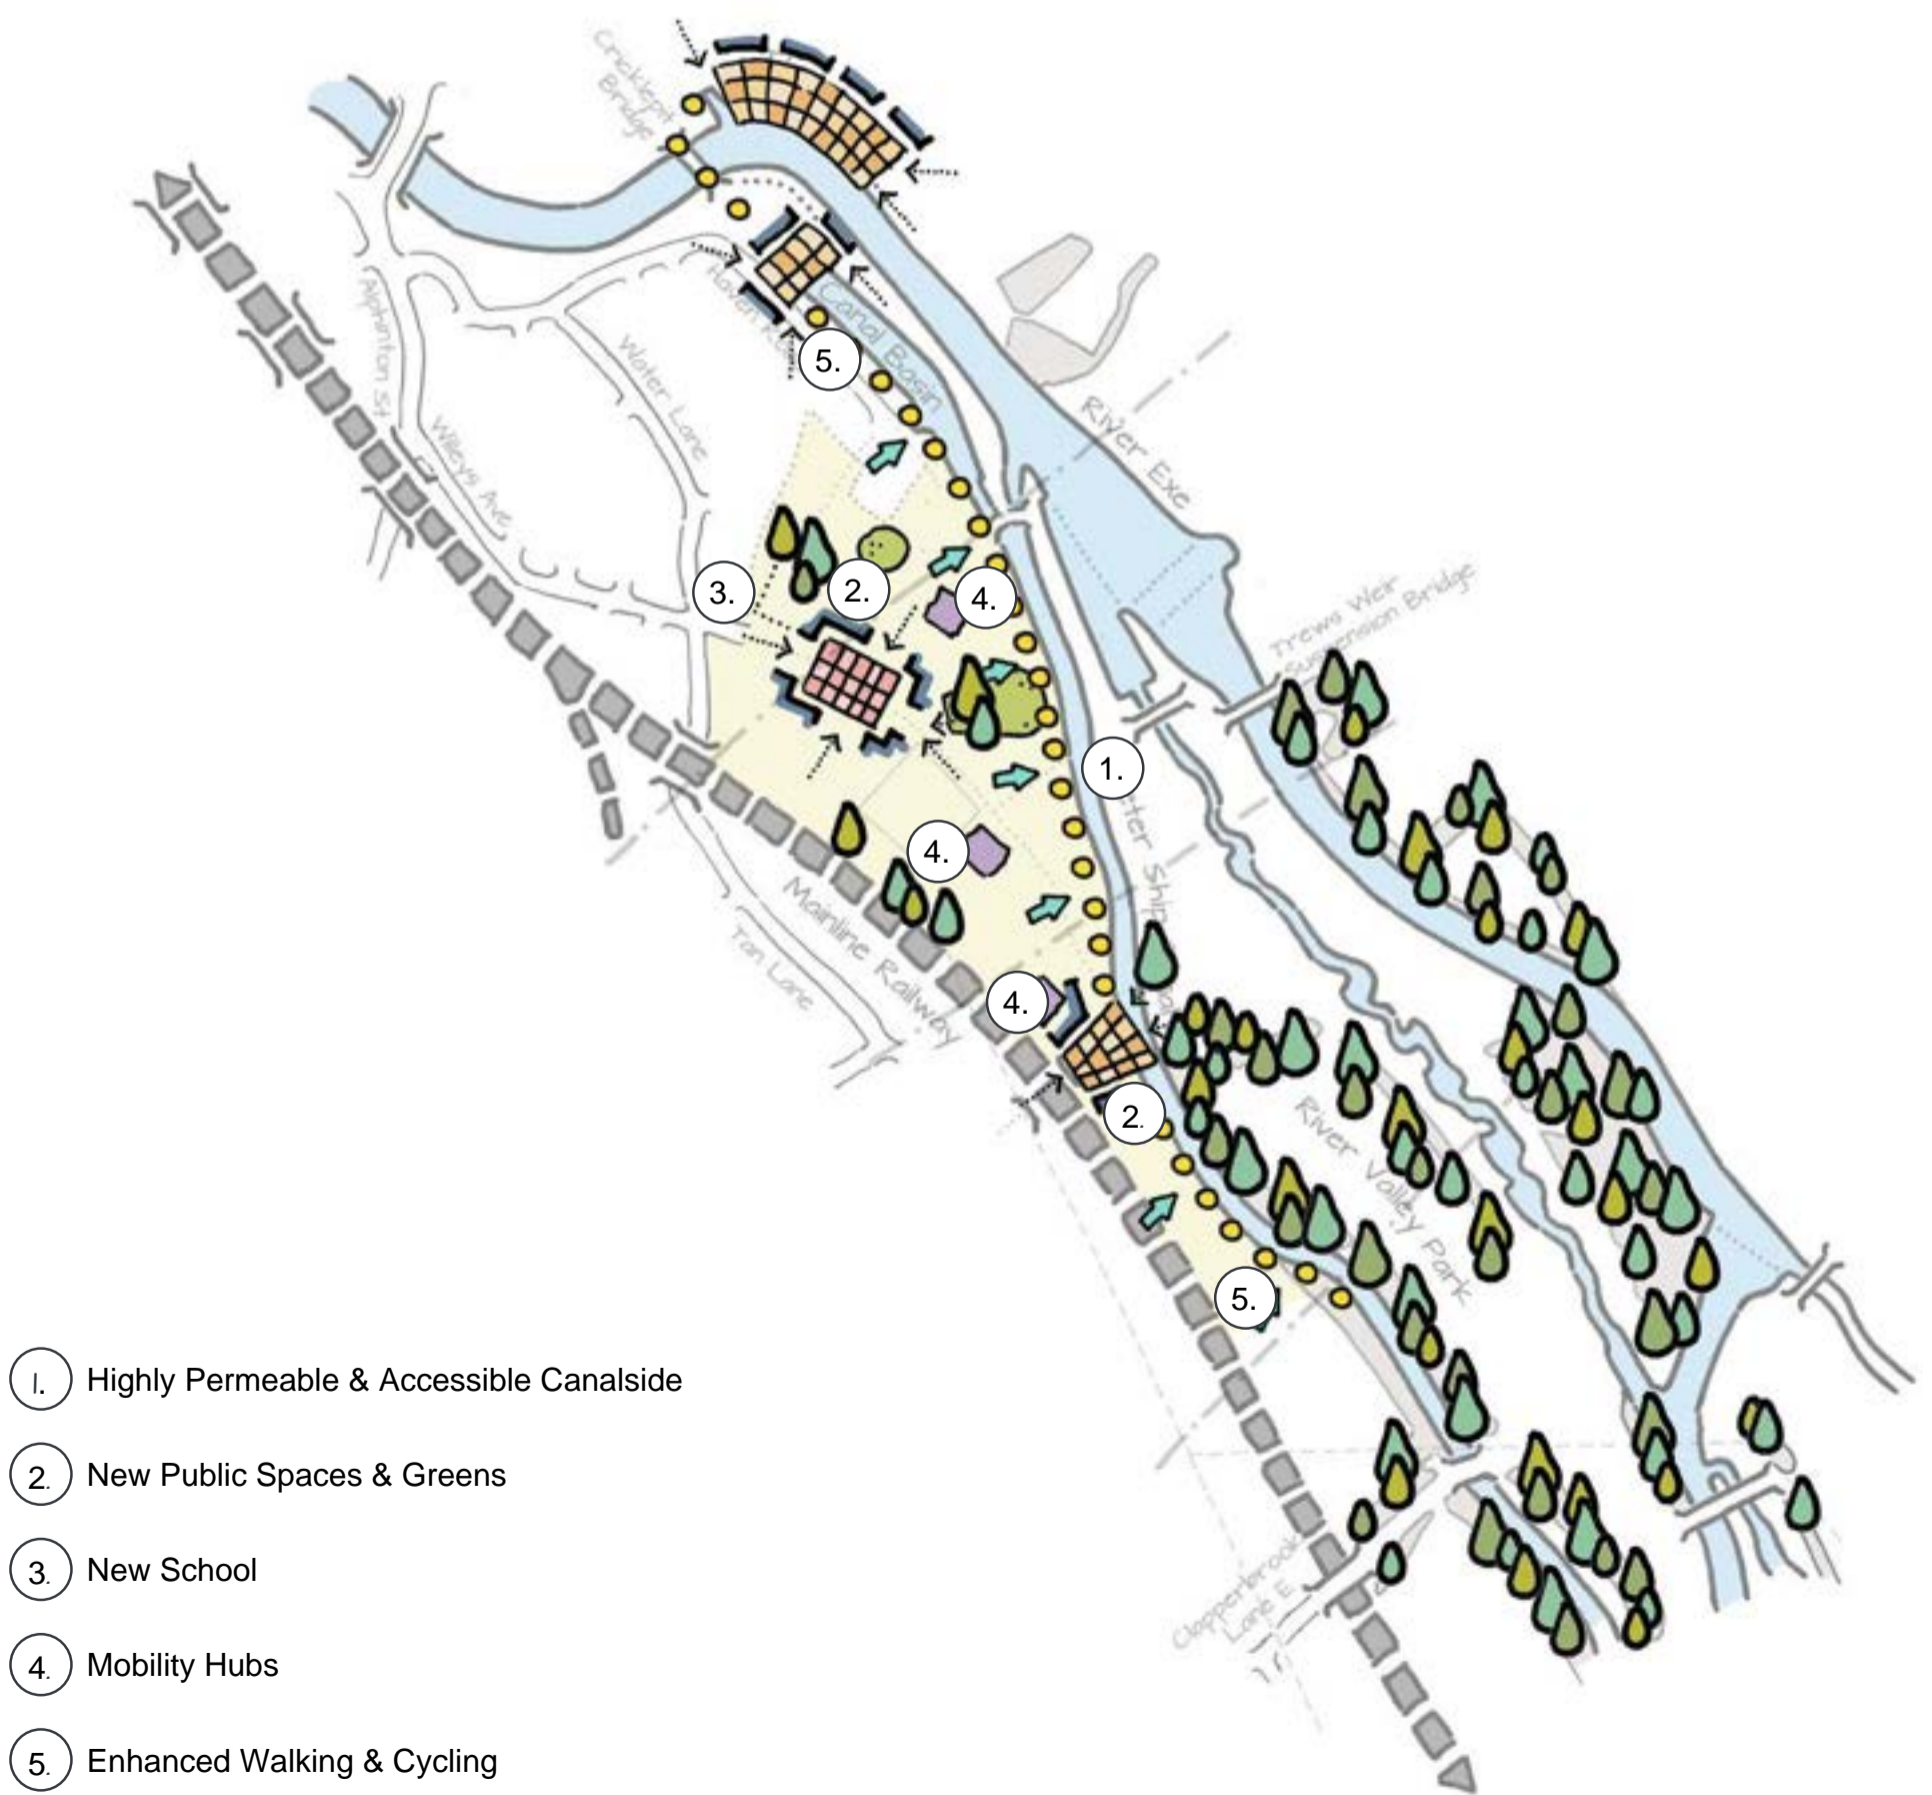 Cricklepit
Bridge
Alphinton St
Haven
Canal Basin
Water Lane
Willeys Ave
River Exe
Trews Weir
Suspension Bridge
5.
3.
2.
4.
1.
4.
Mainline Railway
Tan Lane
4.
2.
River Valley Park
5.
Clapperbrook
Lane E
1. Highly Permeable & Accessible Canalside
2. New Public Spaces & Greens
3. New School
4. Mobility Hubs
5. Enhanced Walking & Cycling